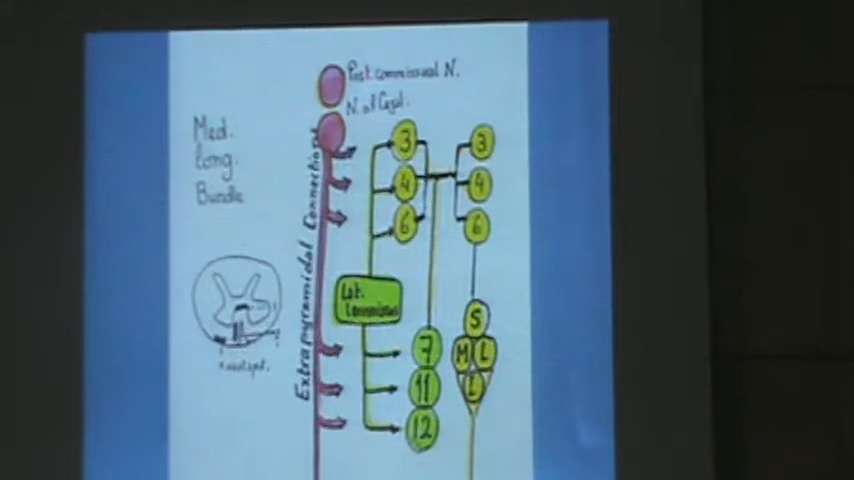 Post. commissural N.
N. of Cajal.
Med.
long.
Bundle
Extrapyramidal Connections
3
4
6
3
4
6
Lat.
S
M L
L
7
11
12